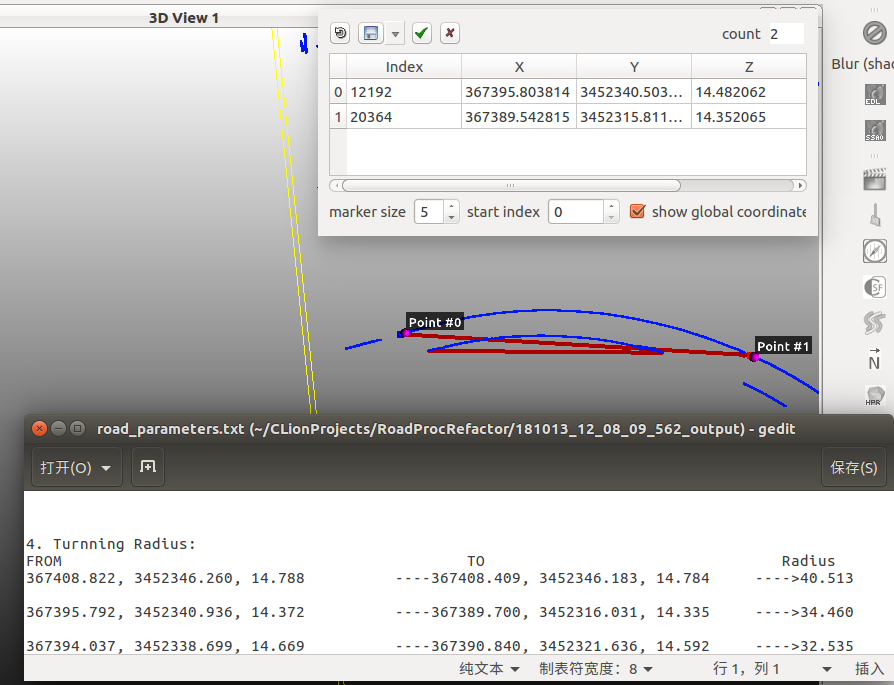 3D View 1
count 2
Index X Y Z
0 12192 367395.803814 3452340.503... 14.482062
1 20364 367389.542815 3452315.811... 14.352065
marker size 5 start index 0 show global coordinate
Blur (shad
EDL
SSAO
SF
N
HPR
Point #0
Point #1
road_parameters.txt (~/CLionProjects/RoadProcRefactor/181013_12_08_09_562_output) - gedit
打开(O) 保存(S)
4. Turnning Radius:
FROM TO Radius
367408.822, 3452346.260, 14.788 ----367408.409, 3452346.183, 14.784 ---->40.513
367395.792, 3452340.936, 14.372 ----367389.700, 3452316.031, 14.335 ---->34.460
367394.037, 3452338.699, 14.669 ----367390.840, 3452321.636, 14.592 ---->32.535
纯文本 制表符宽度：8 行 1，列 1 插入